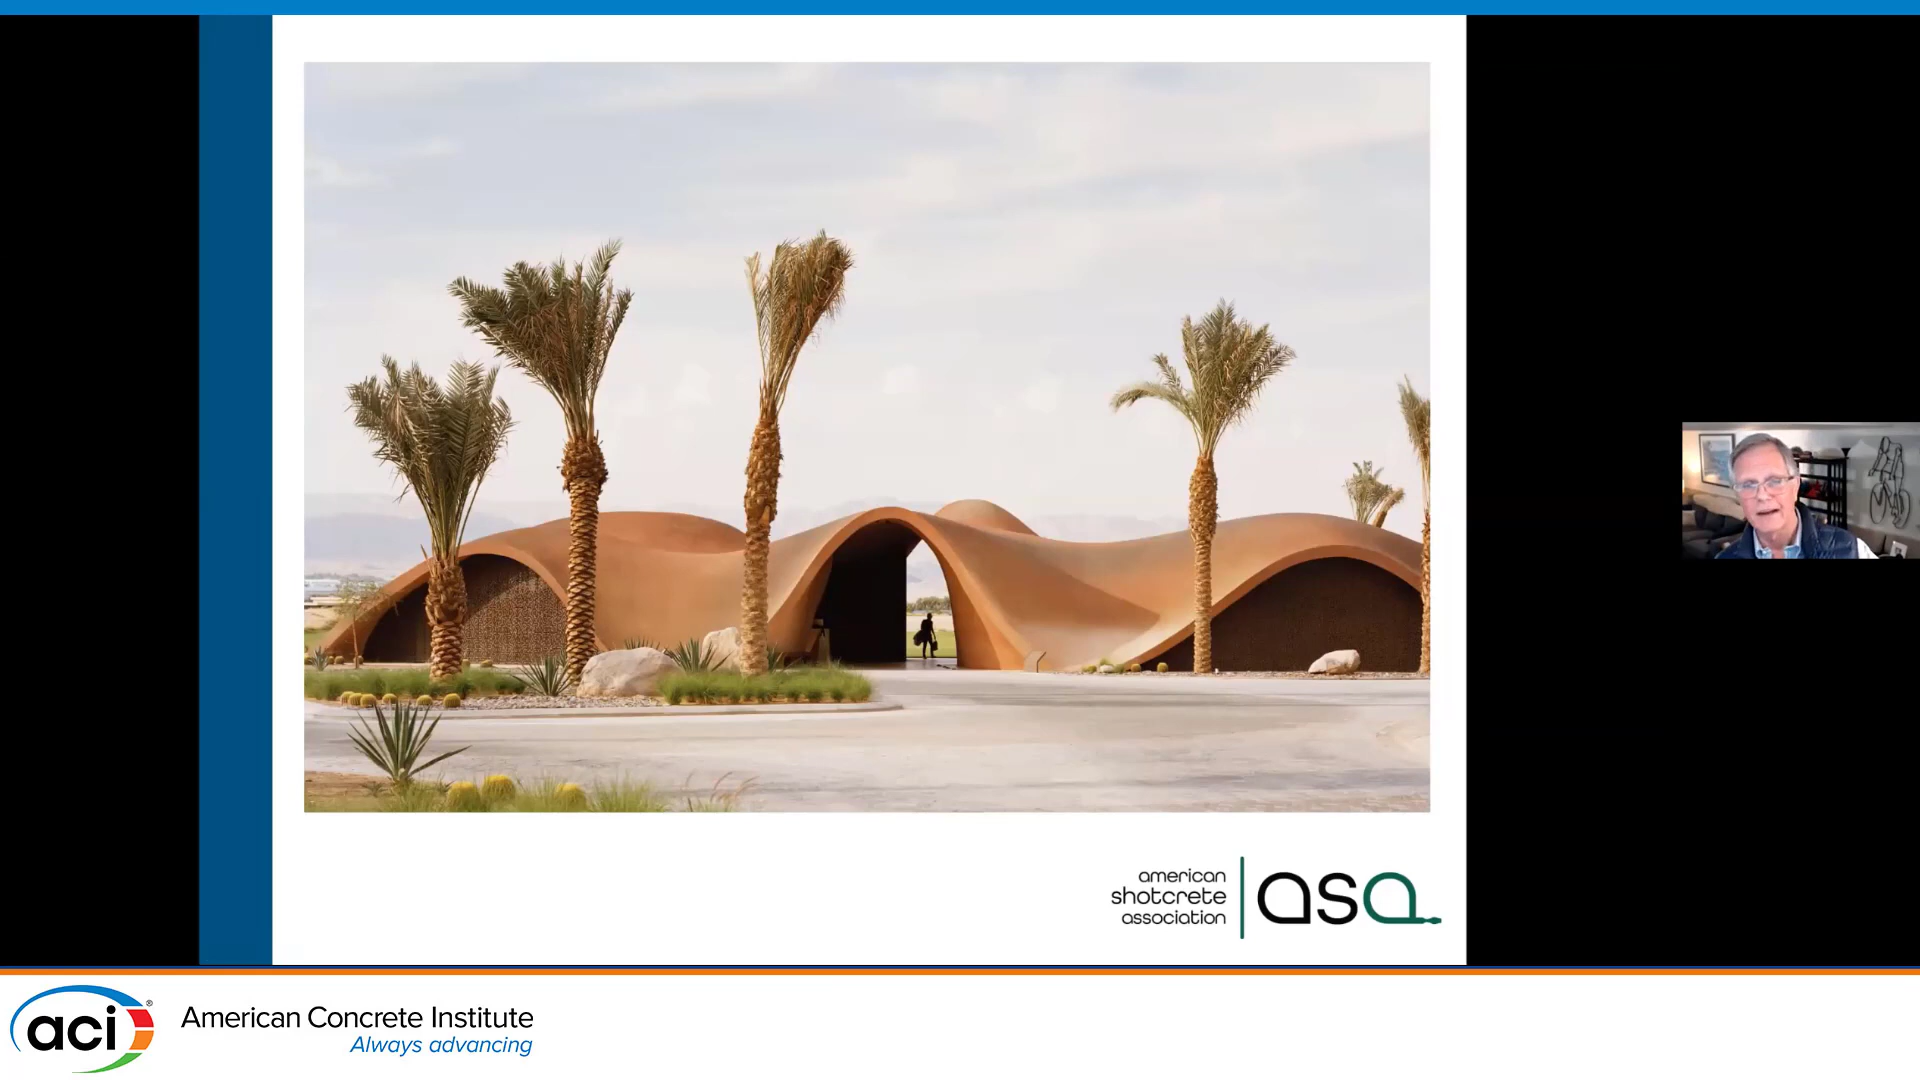 american
shotcrete
association
asa
aci®
American Concrete Institute
Always advancing